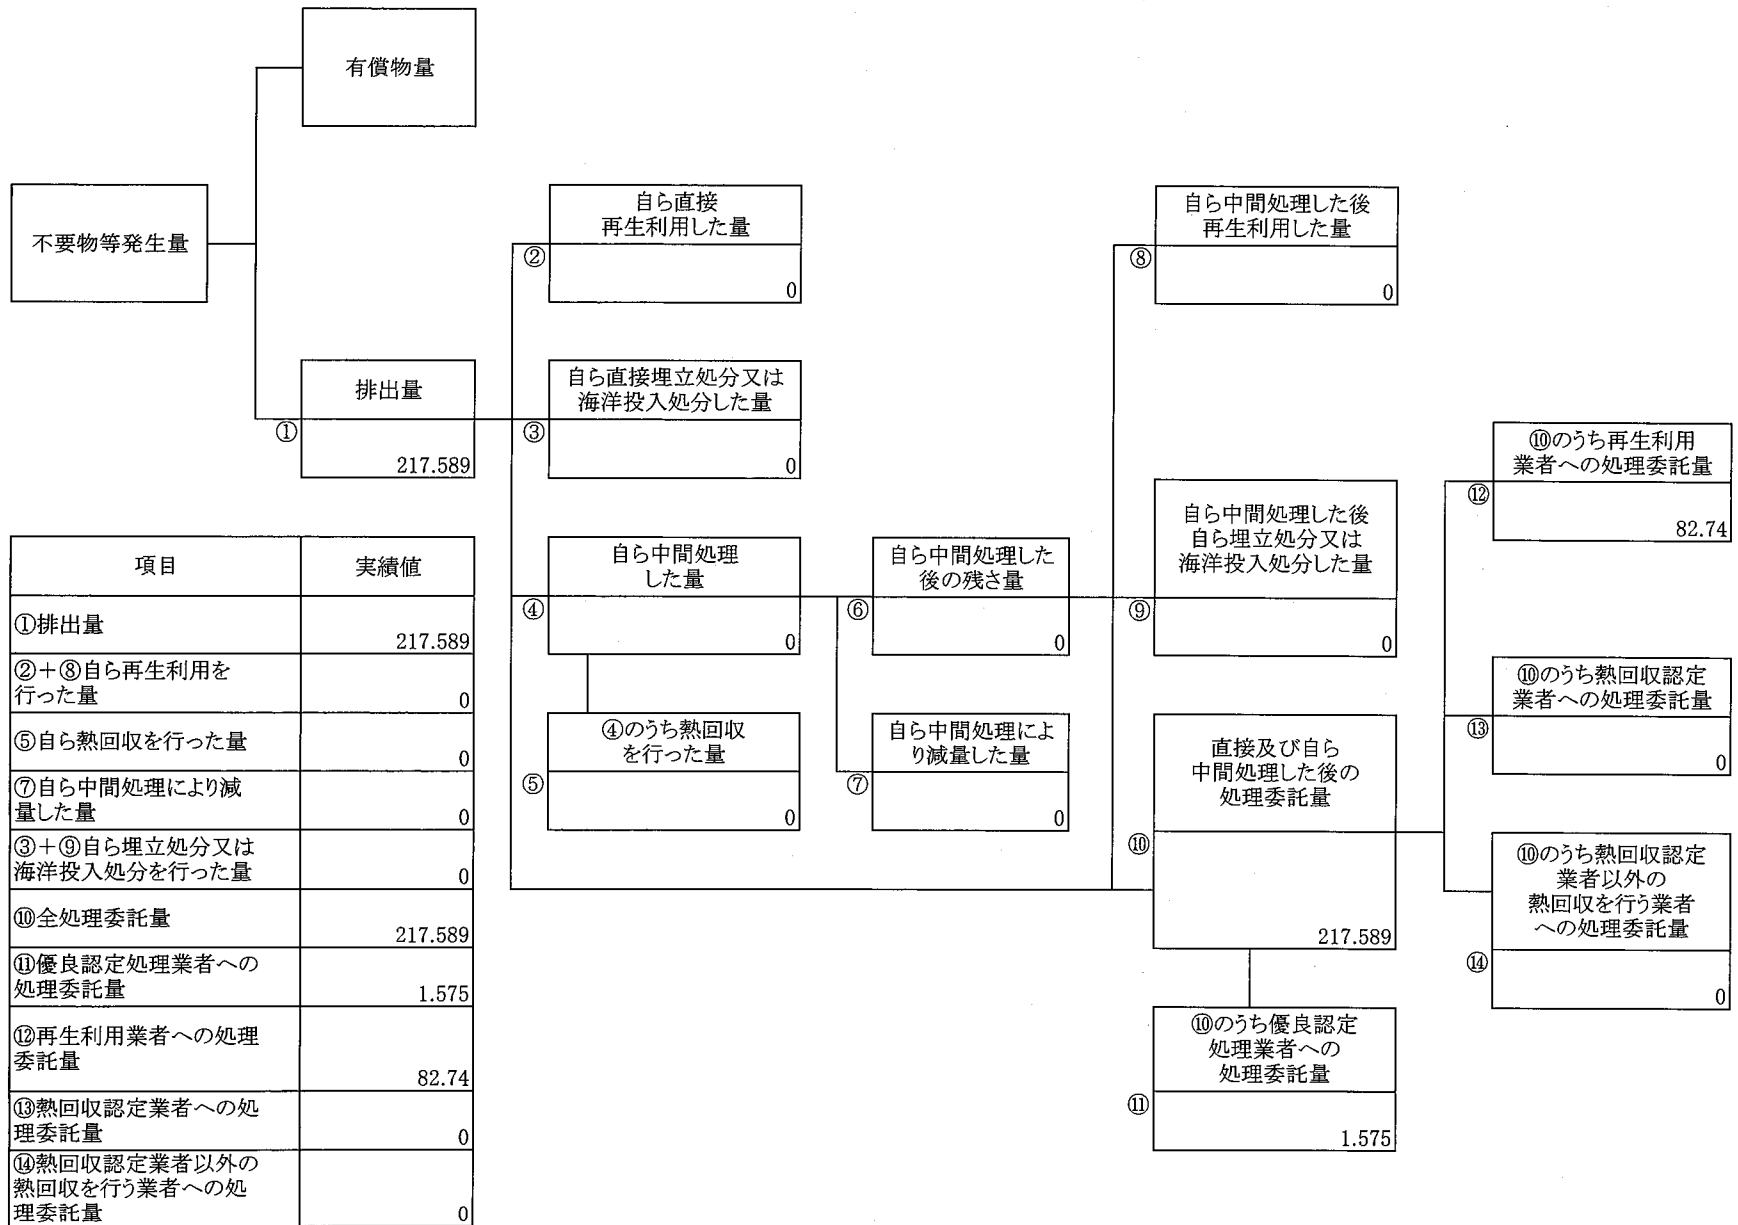 有償物量
不要物等発生量
排出量
①
217.589
自ら直接
再生利用した量
②
0
自ら直接埋立処分又は
海洋投入処分した量
③
0
自ら中間処理
した量
④
0
④のうち熱回収
を行った量
⑤
0
自ら中間処理した
後の残さ量
⑥
0
自ら中間処理によ
り減量した量
⑦
0
自ら中間処理した後
再生利用した量
⑧
0
自ら中間処理した後
自ら埋立処分又は
海洋投入処分した量
⑨
0
直接及び自ら
中間処理した後の
処理委託量
⑩
217.589
⑩のうち優良認定
処理業者への
処理委託量
⑪
1.575
⑩のうち再生利用
業者への処理委託量
⑫
82.74
⑩のうち熱回収認定
業者への処理委託量
⑬
0
⑩のうち熱回収認定
業者以外の
熱回収を行う業者
への処理委託量
⑭
0
項目 実績値
①排出量
217.589
②+⑧自ら再生利用を
行った量
0
⑤自ら熱回収を行った量
0
⑦自ら中間処理により減
量した量
0
③+⑨自ら埋立処分又は
海洋投入処分を行った量
0
⑩全処理委託量
217.589
⑪優良認定処理業者への
処理委託量
1.575
⑫再生利用業者への処理
委託量
82.74
⑬熱回収認定業者への処
理委託量
0
⑭熱回収認定業者以外の
熱回収を行う業者への処
理委託量
0